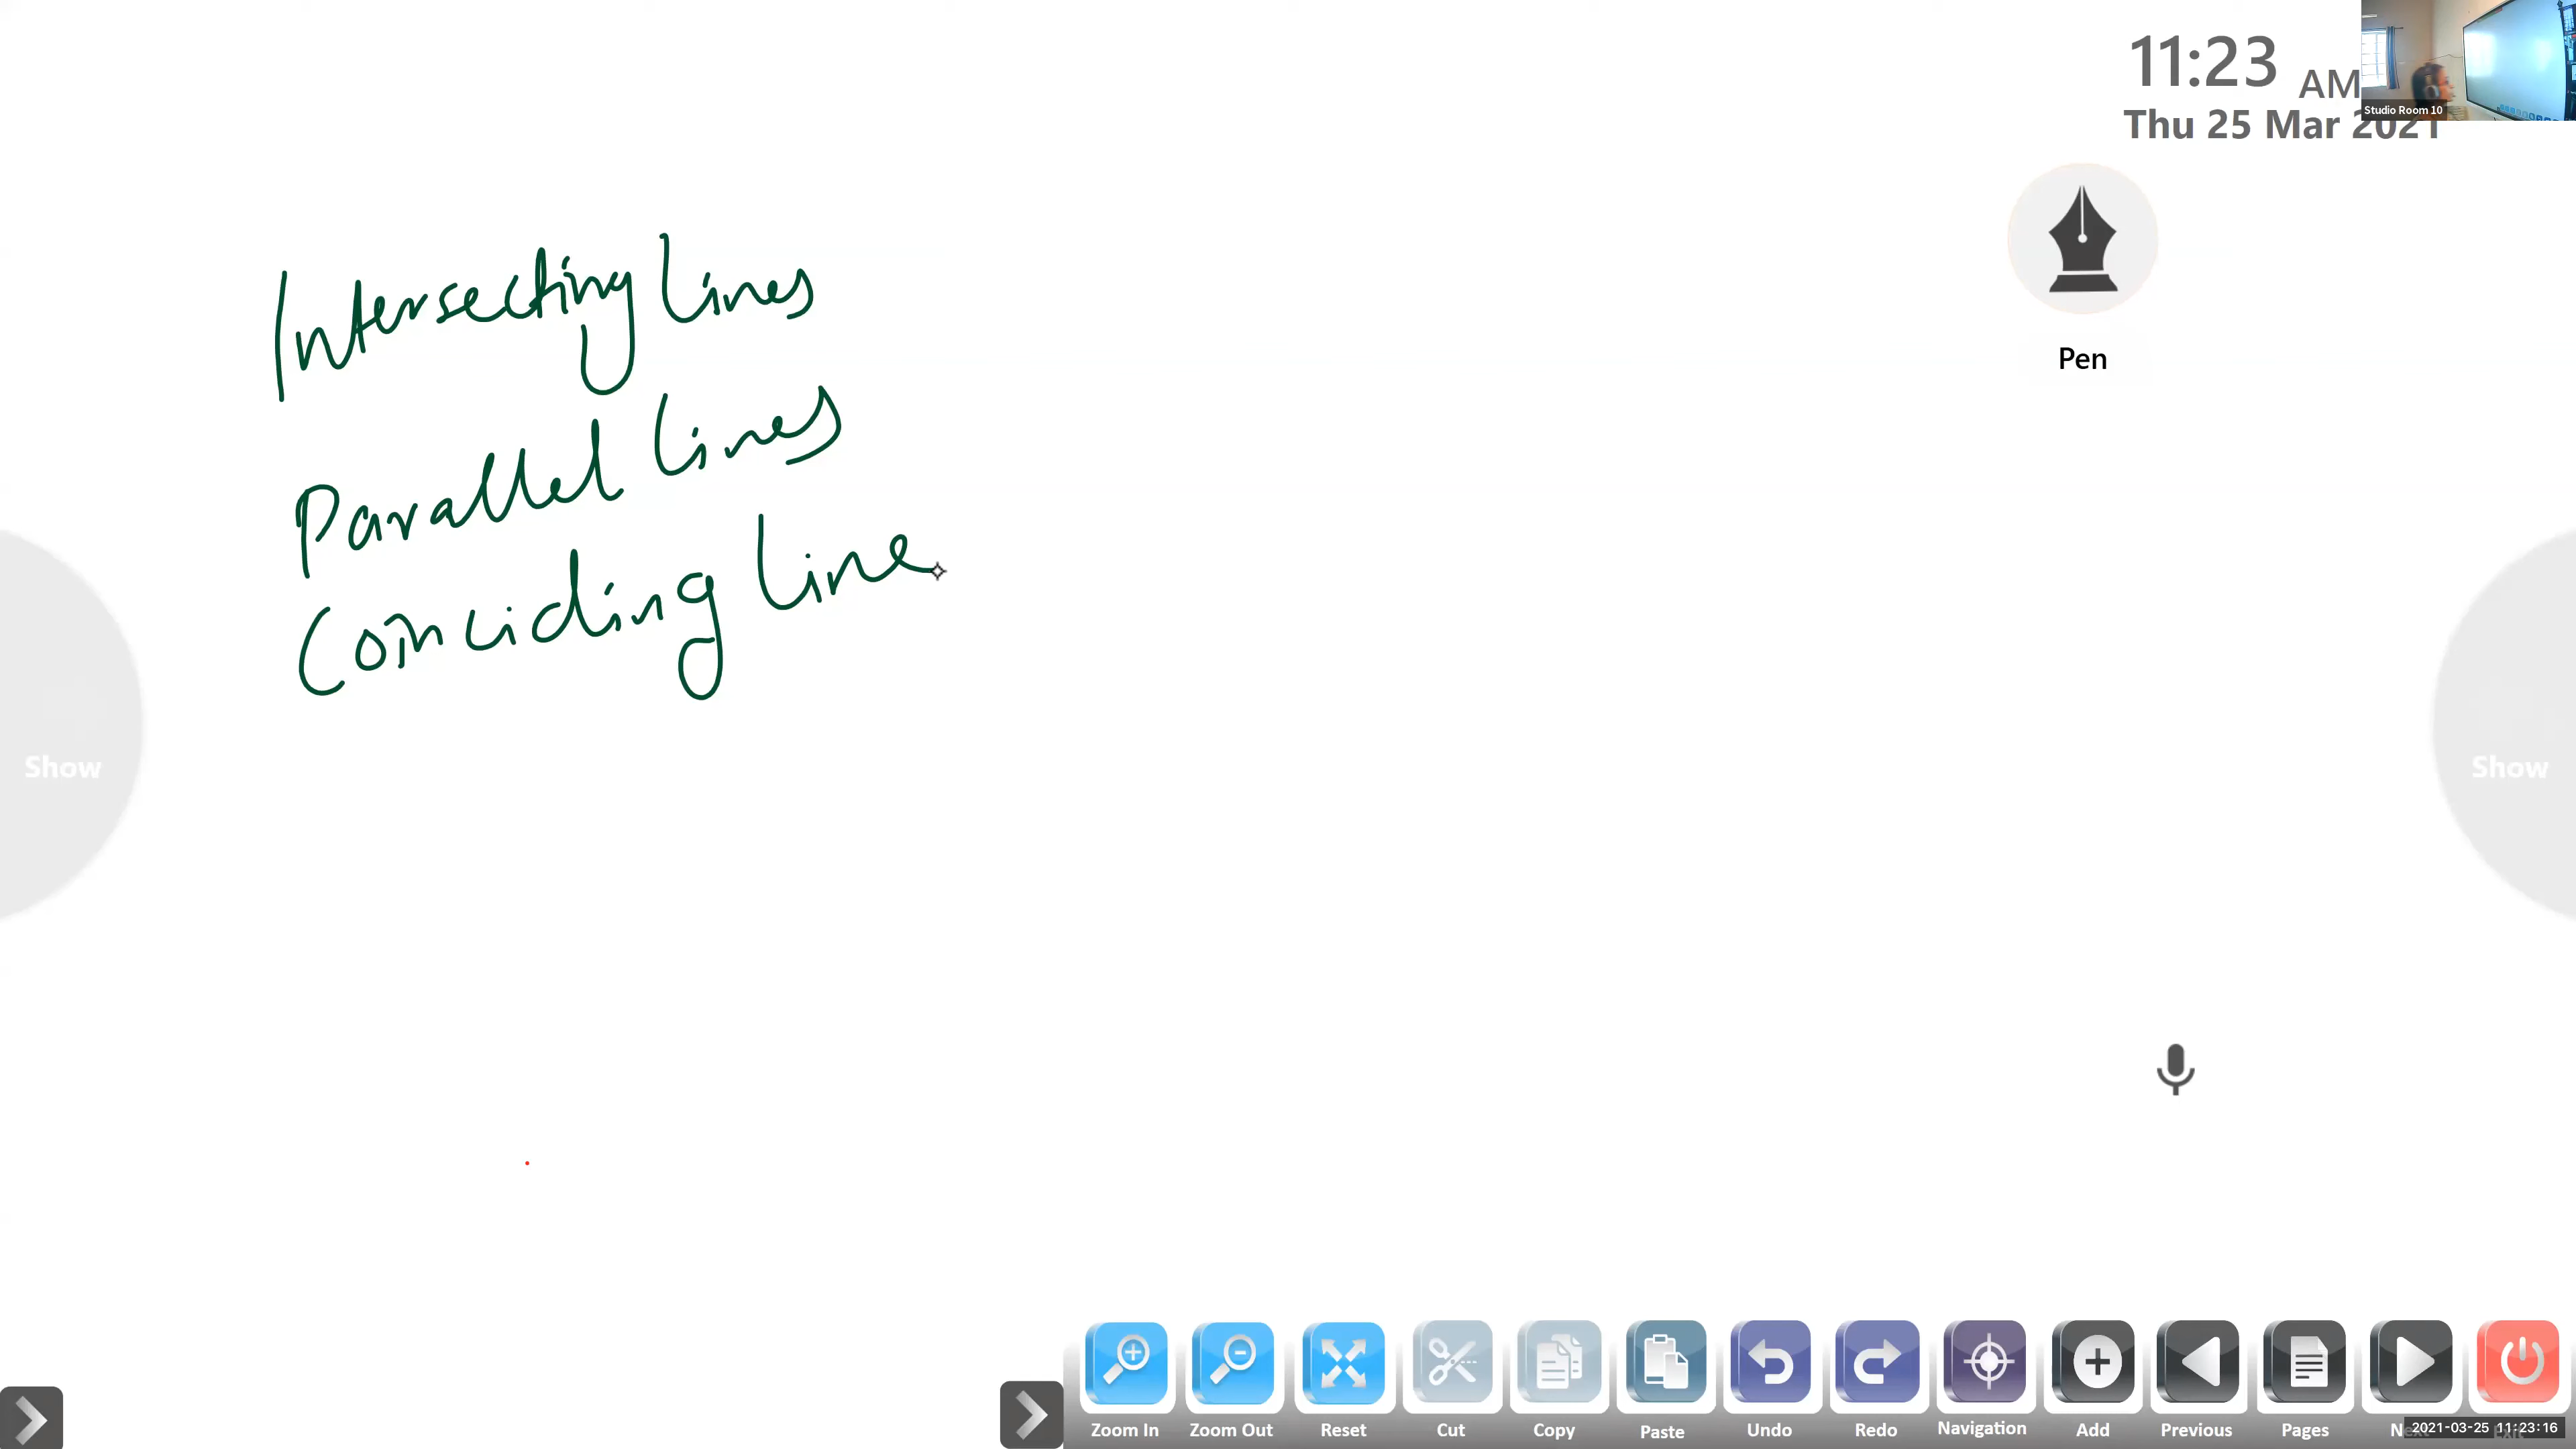 11:23 AM
Studio Room 10
Thu 25 Mar 2021
Pen
Intersecting lines
Parallel lines
Coinciding line
Show
Show
Zoom In Zoom Out Reset Cut Copy Paste Undo Redo Navigation Add Previous Pages
2021-03-25 11:23:16